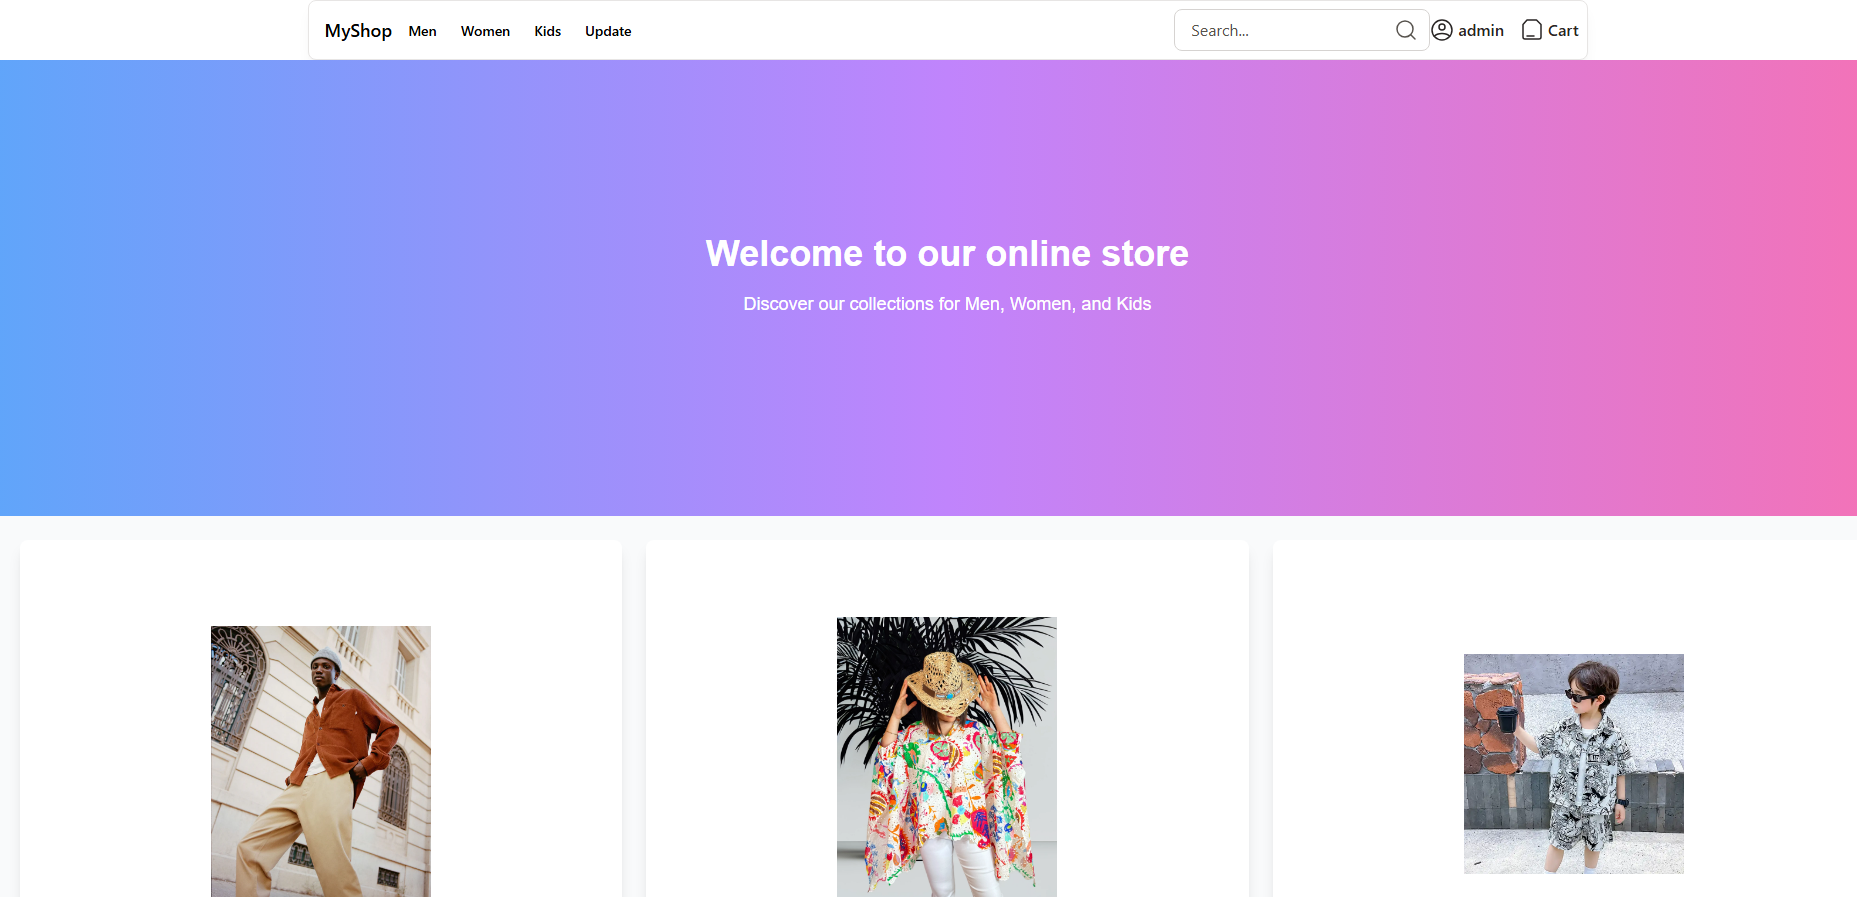 MyShop Men Women Kids Update Search... admin Cart
Welcome to our online store
Discover our collections for Men, Women, and Kids